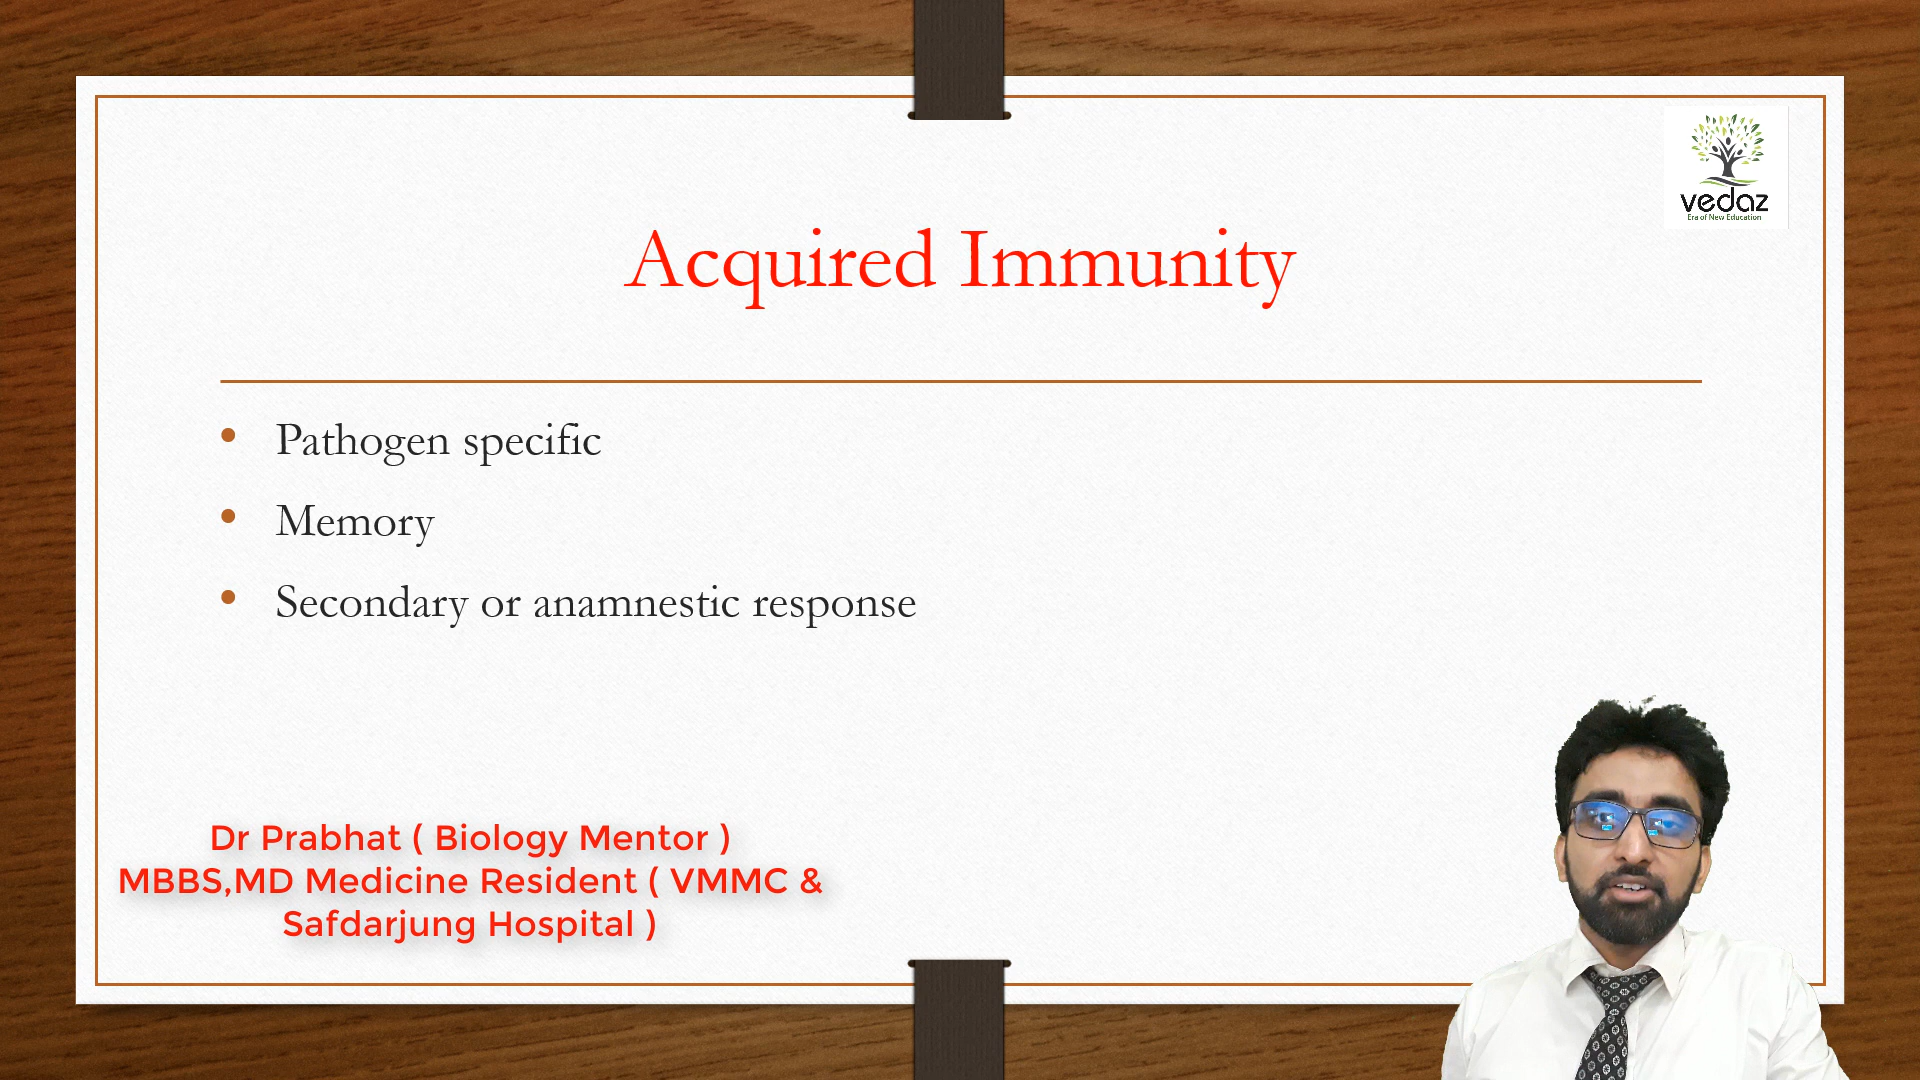 vedaz
Era of New Education
Acquired Immunity
• Pathogen specific
• Memory
• Secondary or anamnestic response
Dr Prabhat ( Biology Mentor )
MBBS,MD Medicine Resident ( VMMC &
Safdarjung Hospital )